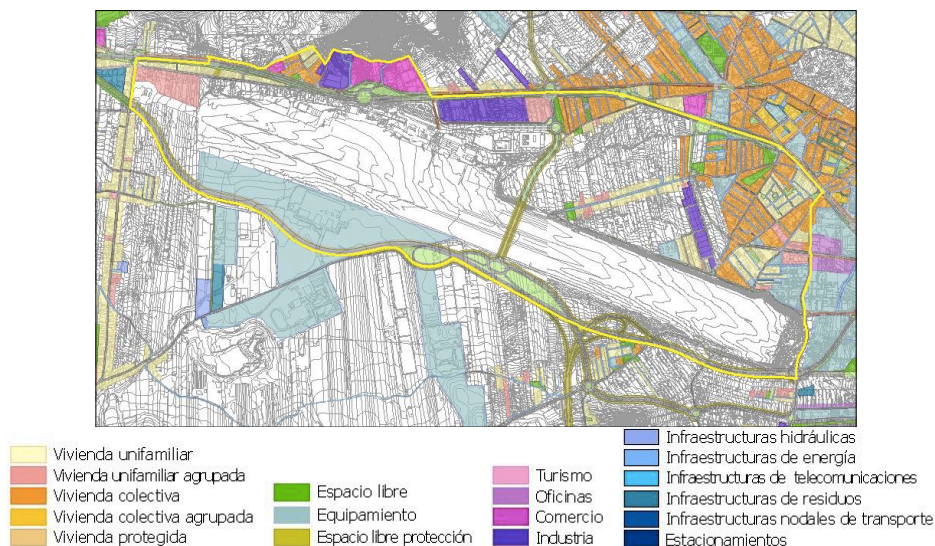 Vivienda unifamiliar
Vivienda unifamiliar agrupada
Vivienda colectiva
Vivienda colectiva agrupada
Vivienda protegida
Espacio libre
Equipamiento
Espacio libre protección
Turismo
Oficinas
Comercio
Industria
Infraestructuras hidráulicas
Infraestructuras de energía
Infraestructuras de telecomunicaciones
Infraestructuras de residuos
Infraestructuras nodales de transporte
Estacionamientos